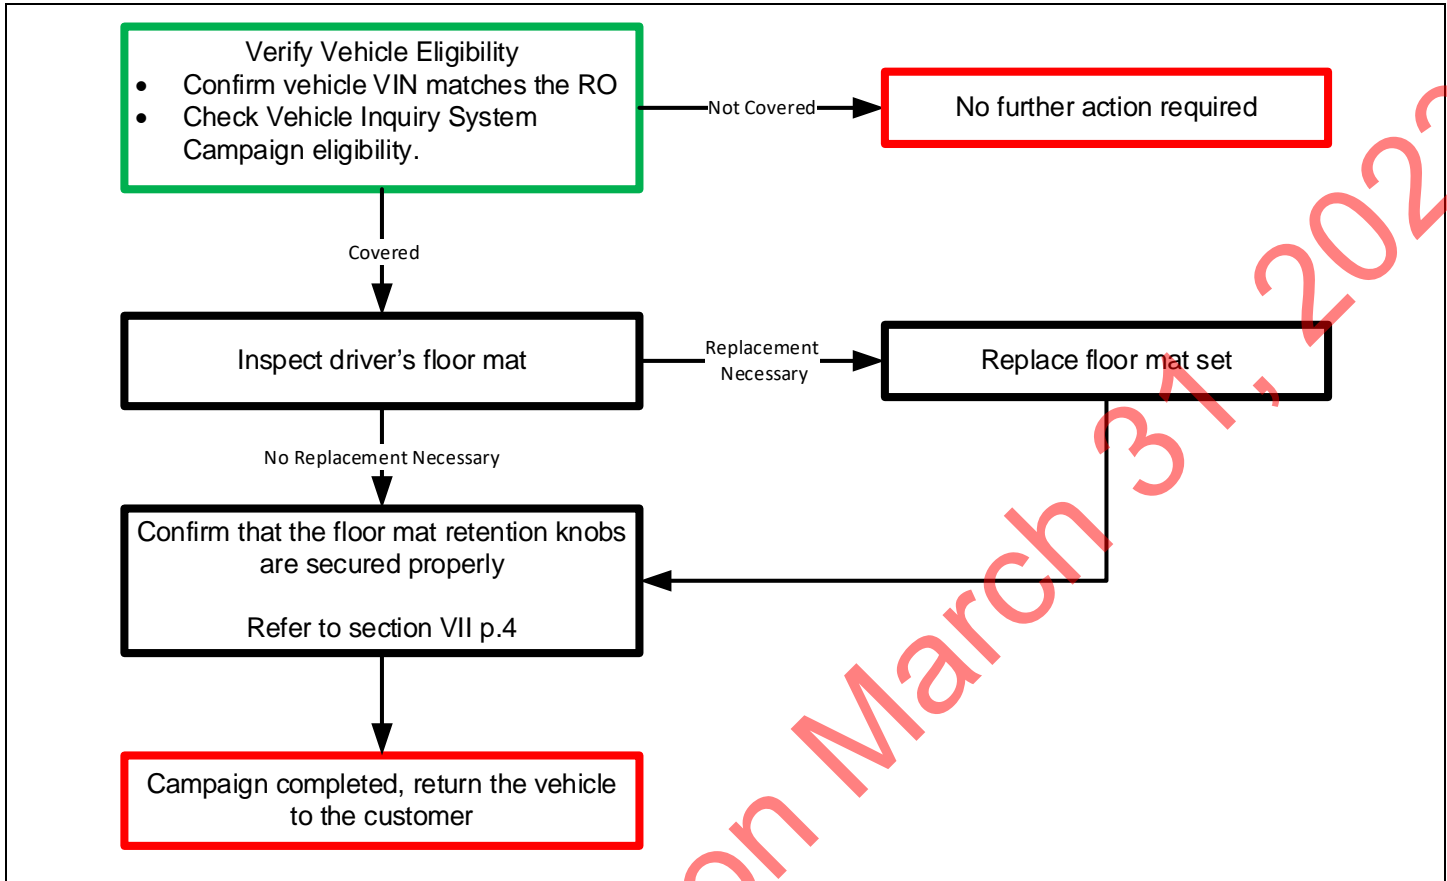 Verify Vehicle Eligibility
• Confirm vehicle VIN matches the RO
• Check Vehicle Inquiry System
Campaign eligibility.
Not Covered
No further action required
Covered
Inspect driver's floor mat
Replacement
Necessary
Replace floor mat set
No Replacement Necessary
Confirm that the floor mat retention knobs
are secured properly
Refer to section VII p.4
Campaign completed, return the vehicle
to the customer
on March 31,